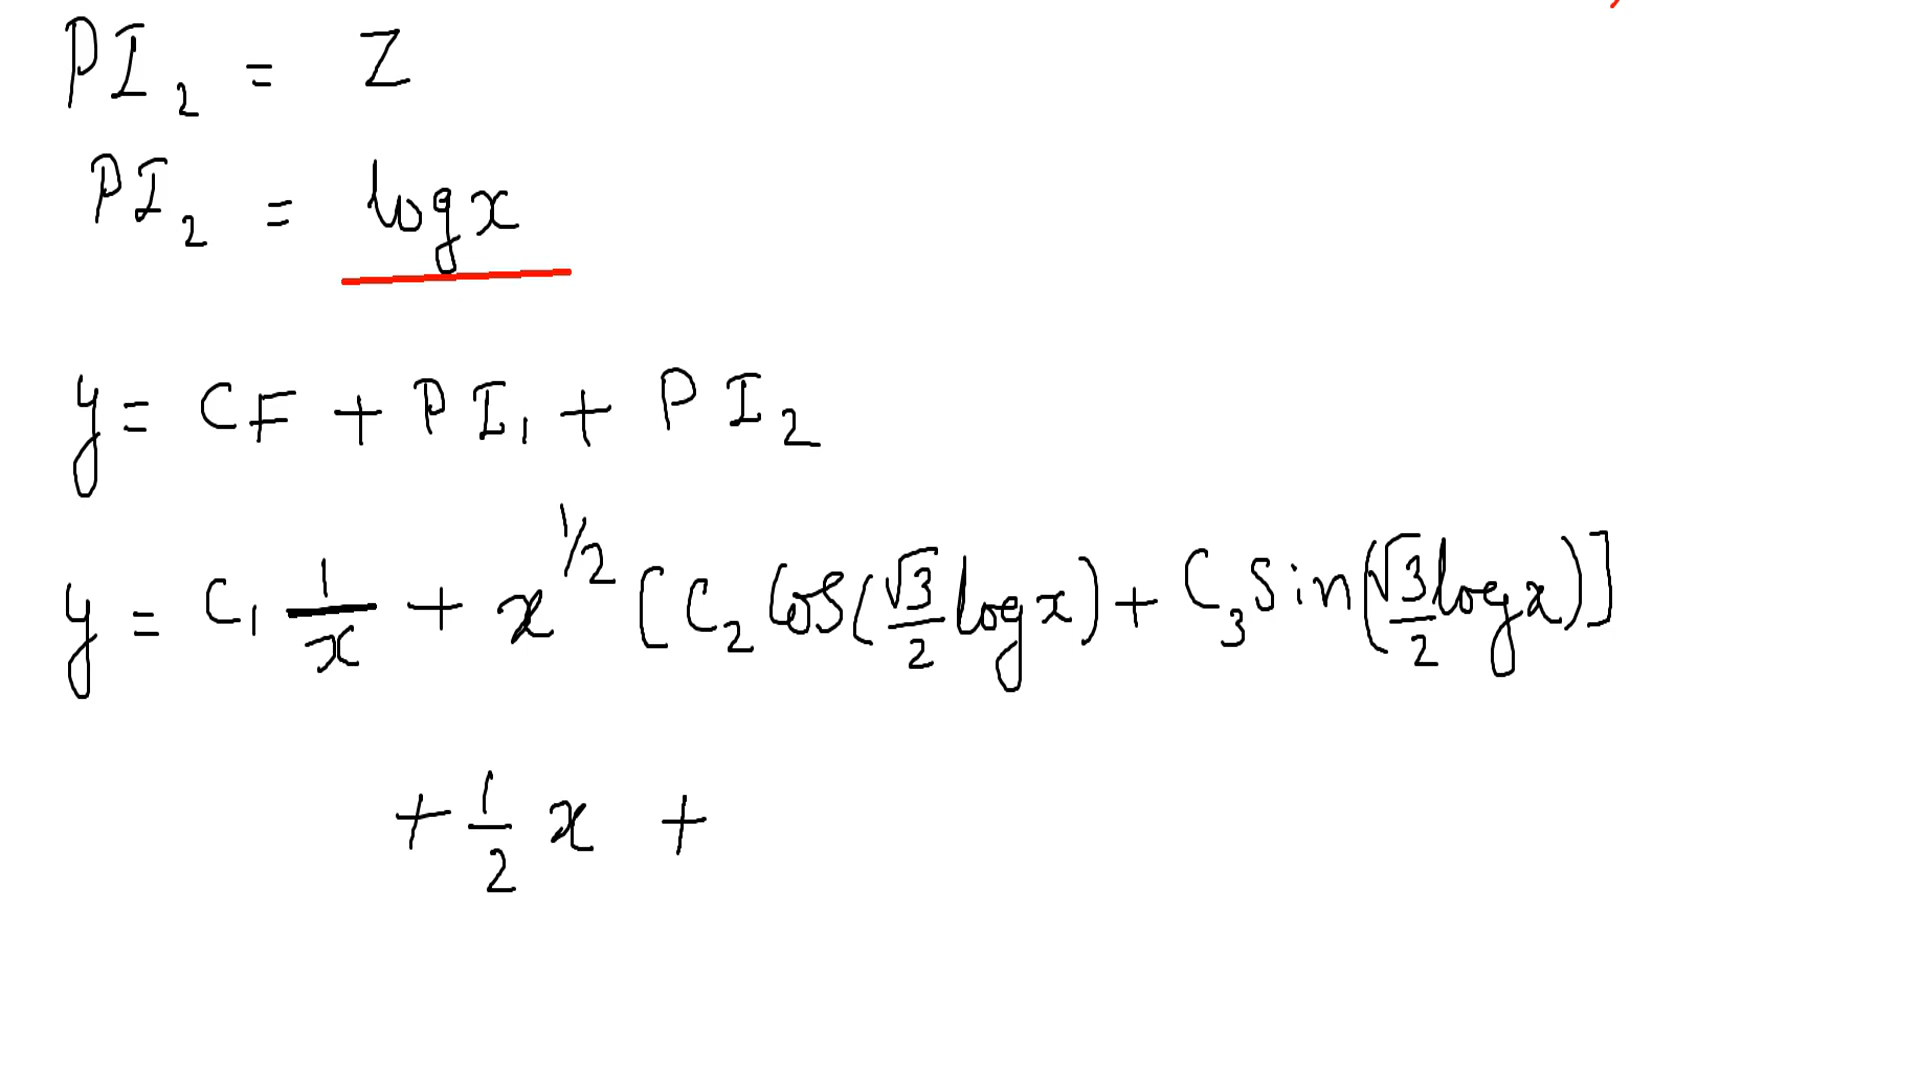 PI₂ = Z
PI₂ = log x
y = CF + PI₁ + PI₂
y = C₁ 1/x + x^1/2 [C₂ Cos(√3/2 log x) + C₃ Sin(√3/2 log x)]
+ 1/2 x +